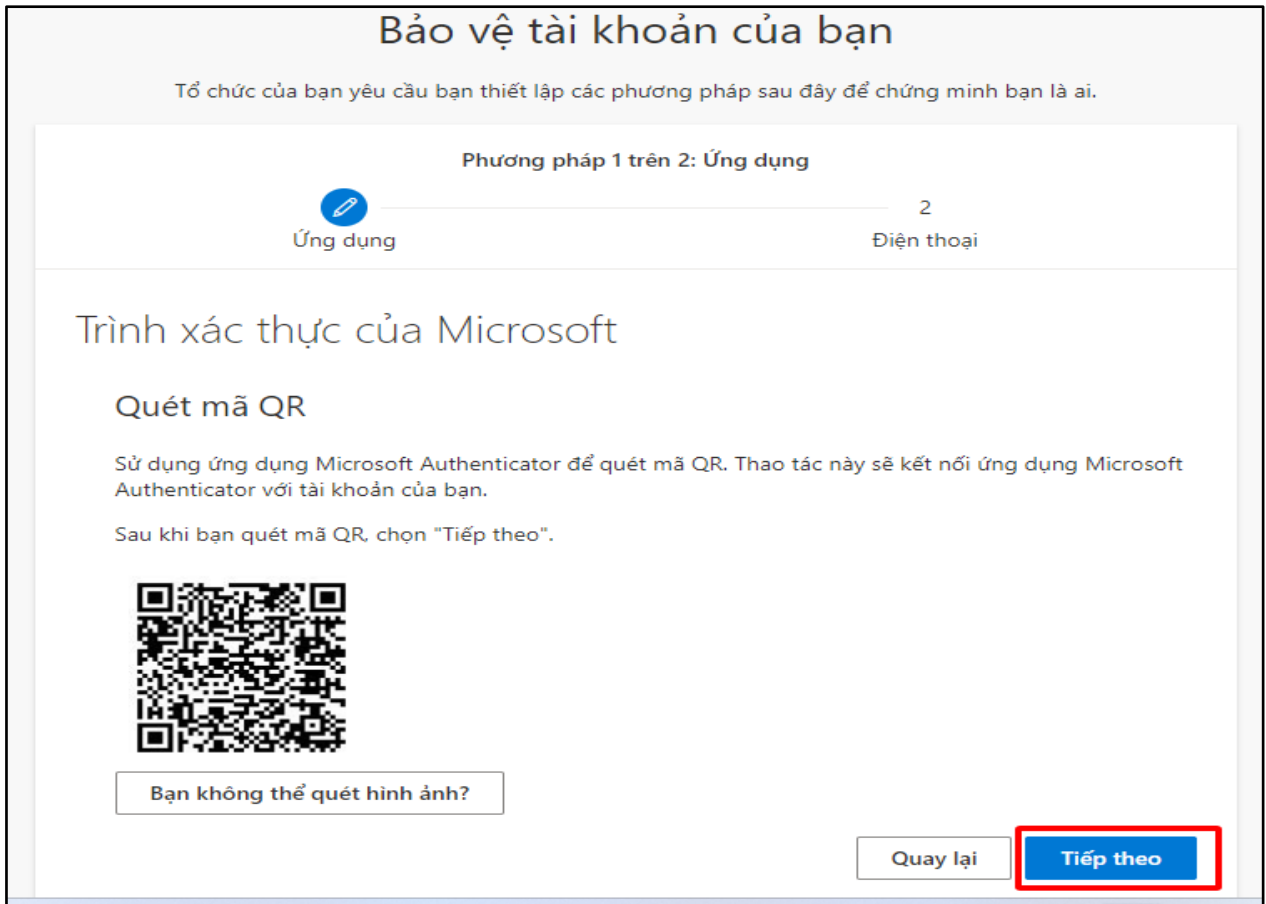 Bảo vệ tài khoản của bạn
Tổ chức của bạn yêu cầu bạn thiết lập các phương pháp sau đây để chứng minh bạn là ai.
Phương pháp 1 trên 2: Ứng dụng
2
Ứng dụng
Điện thoại
Trình xác thực của Microsoft
Quét mã QR
Sử dụng ứng dụng Microsoft Authenticator để quét mã QR. Thao tác này sẽ kết nối ứng dụng Microsoft
Authenticator với tài khoản của bạn.
Sau khi bạn quét mã QR, chọn "Tiếp theo".
Bạn không thể quét hình ảnh?
Quay lại
Tiếp theo